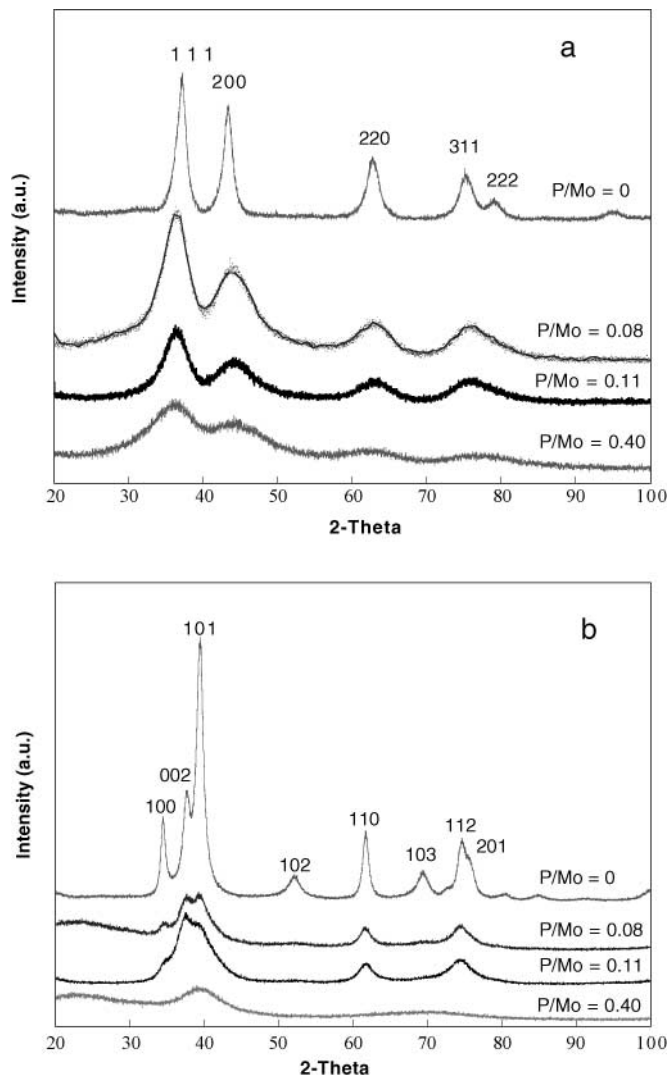 a
1 1 1
200
220
311
222
P/Mo = 0
P/Mo = 0.08
P/Mo = 0.11
P/Mo = 0.40
Intensity (a.u.)
20 30 40 50 60 70 80 90 100
2-Theta
b
101
002
100
102
110
103
112
201
P/Mo = 0
P/Mo = 0.08
P/Mo = 0.11
P/Mo = 0.40
Intensity (a.u.)
20 30 40 50 60 70 80 90 100
2-Theta